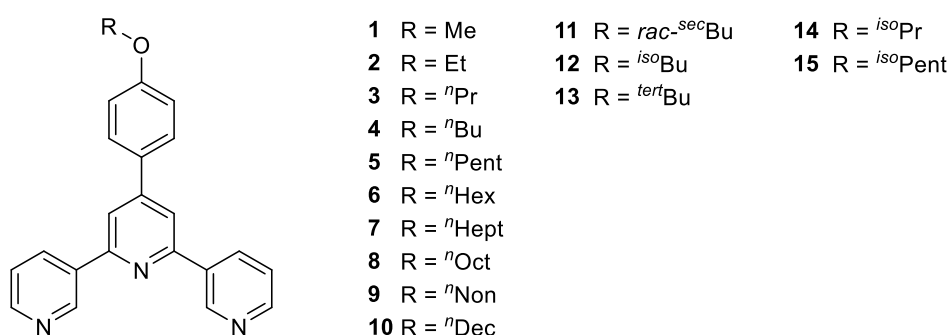 R
O
N
N
N
1 R = Me
2 R = Et
3 R = ⁿPr
4 R = ⁿBu
5 R = ⁿPent
6 R = ⁿHex
7 R = ⁿHept
8 R = ⁿOct
9 R = ⁿNon
10 R = ⁿDec
11 R = rac-ˢᵉᶜBu
12 R = ⁱˢᵒBu
13 R = ᵗᵉʳᵗBu
14 R = ⁱˢᵒPr
15 R = ⁱˢᵒPent